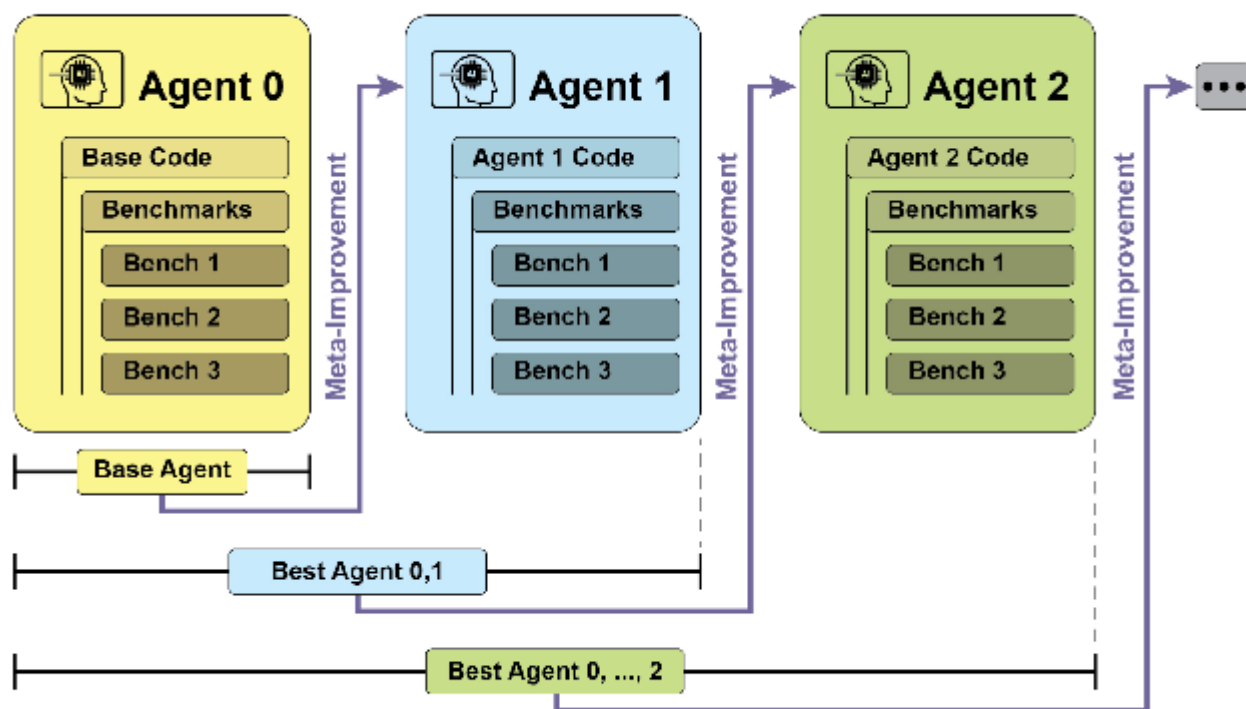 Agent 0
Base Code
Benchmarks
Bench 1
Bench 2
Bench 3
Meta-Improvement
Agent 1
Agent 1 Code
Benchmarks
Bench 1
Bench 2
Bench 3
Meta-Improvement
Agent 2
Agent 2 Code
Benchmarks
Bench 1
Bench 2
Bench 3
Meta-Improvement
...
Base Agent
Best Agent 0,1
Best Agent 0, ..., 2